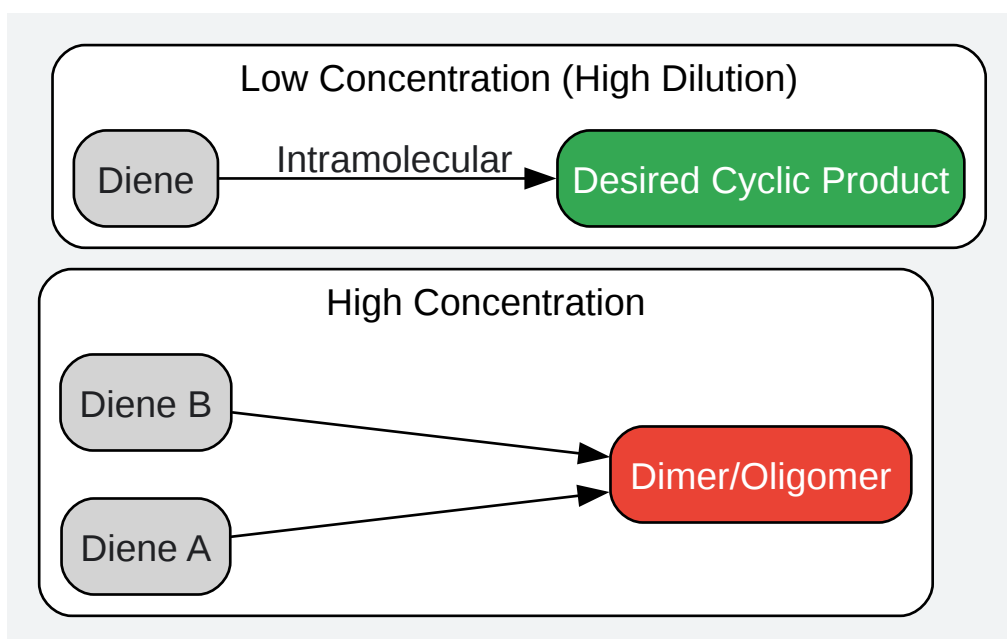 Low Concentration (High Dilution)
Diene
Intramolecular
Desired Cyclic Product
High Concentration
Diene B
Dimer/Oligomer
Diene A